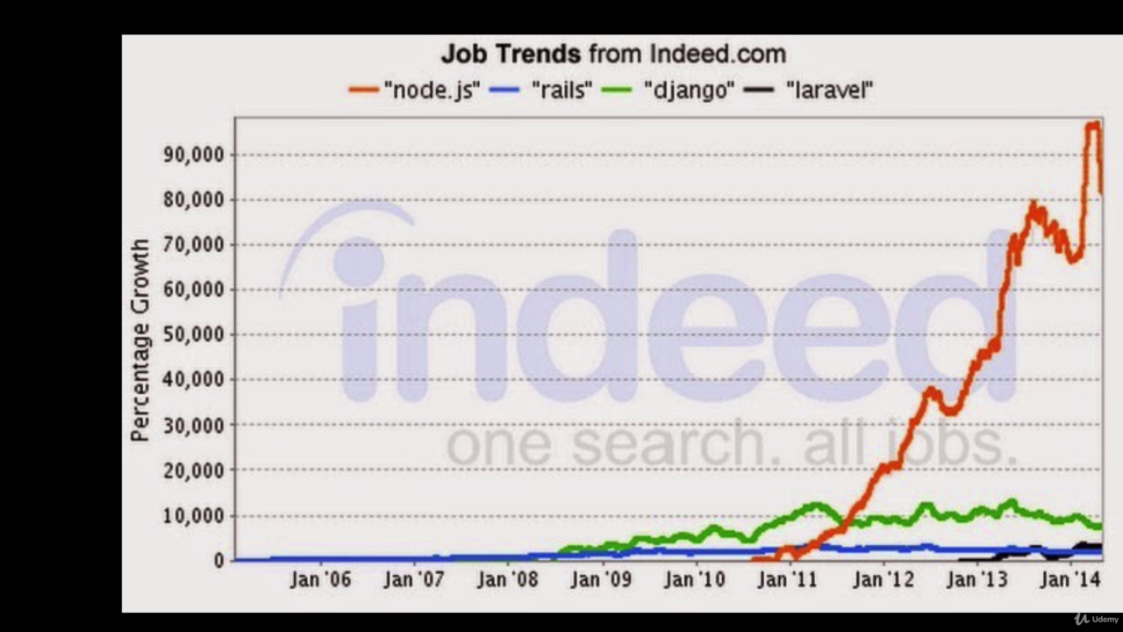 Job Trends from Indeed.com
"node.js" "rails" "django" "laravel"
Percentage Growth
90,000
80,000
70,000
60,000
50,000
40,000
30,000
20,000
10,000
0
indeed
one search. all jobs.
Jan '06 Jan '07 Jan '08 Jan '09 Jan '10 Jan '11 Jan '12 Jan '13 Jan '14
Udemy